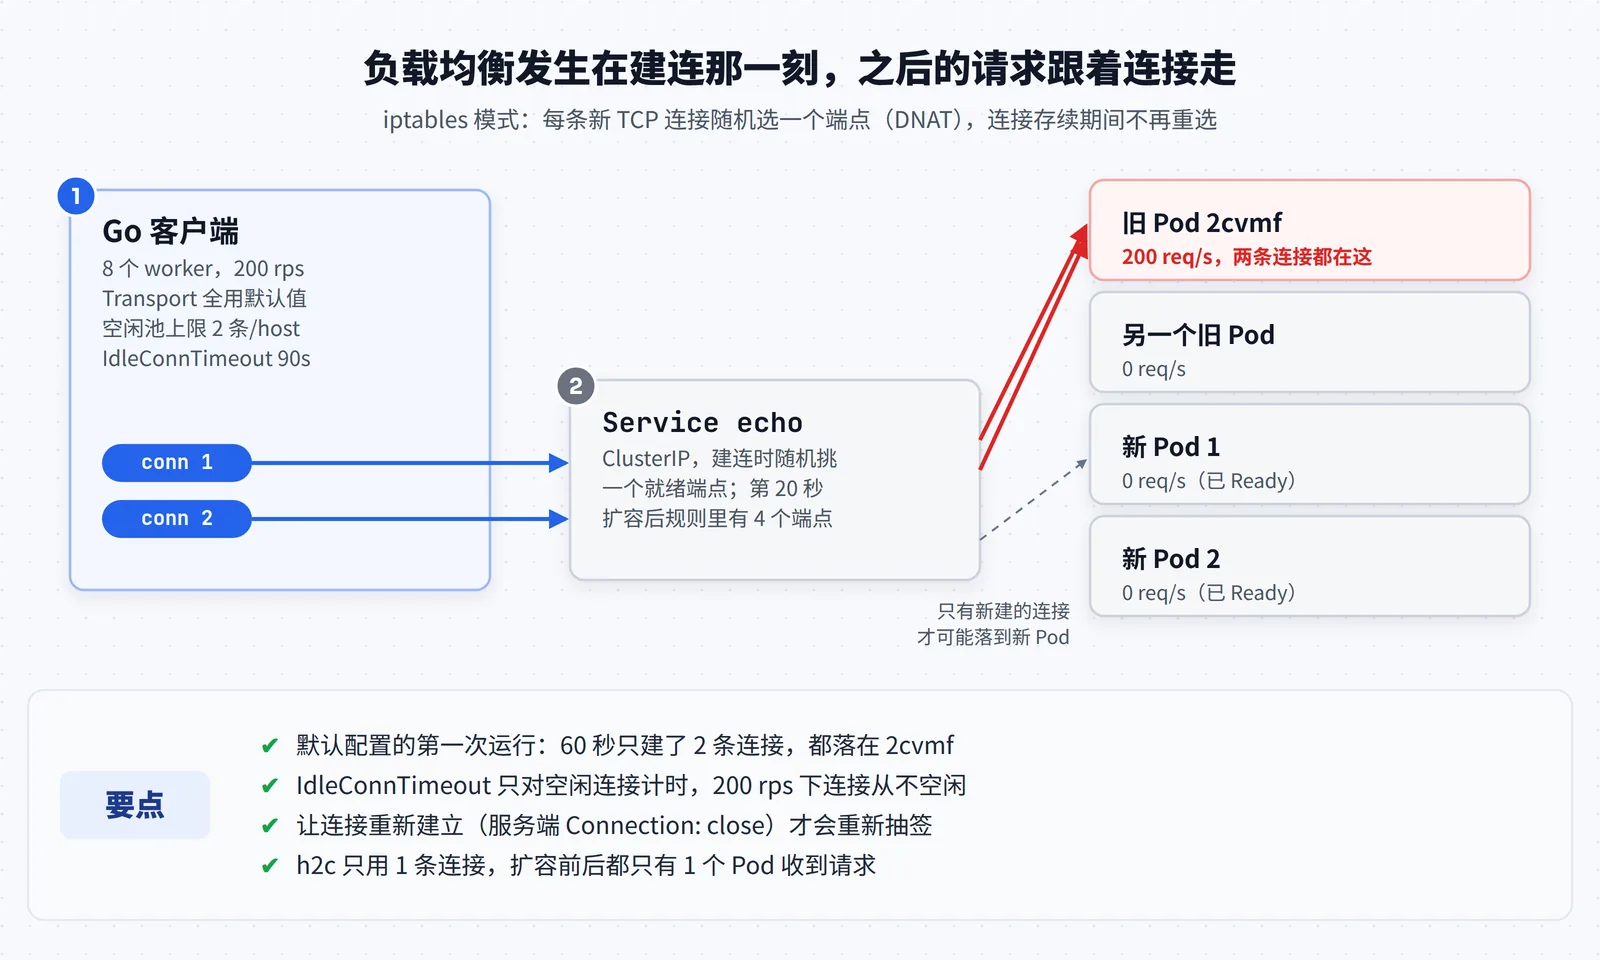 负载均衡发生在建连那一刻，之后的请求跟着连接走
iptables 模式：每条新 TCP 连接随机选一个端点（DNAT），连接存续期间不再重选
1
Go 客户端
8 个 worker，200 rps
Transport 全用默认值
空闲池上限 2 条/host
IdleConnTimeout 90s
conn 1
conn 2
2
Service echo
ClusterIP，建连时随机挑
一个就绪端点；第 20 秒
扩容后规则里有 4 个端点
旧 Pod 2cvmf
200 req/s，两条连接都在这
另一个旧 Pod
0 req/s
新 Pod 1
0 req/s（已 Ready）
新 Pod 2
0 req/s（已 Ready）
只有新建的连接
才可能落到新 Pod
要点
✔ 默认配置的第一次运行：60 秒只建了 2 条连接，都落在 2cvmf
✔ IdleConnTimeout 只对空闲连接计时，200 rps 下连接从不空闲
✔ 让连接重新建立（服务端 Connection: close）才会重新抽签
✔ h2c 只用 1 条连接，扩容前后都只有 1 个 Pod 收到请求